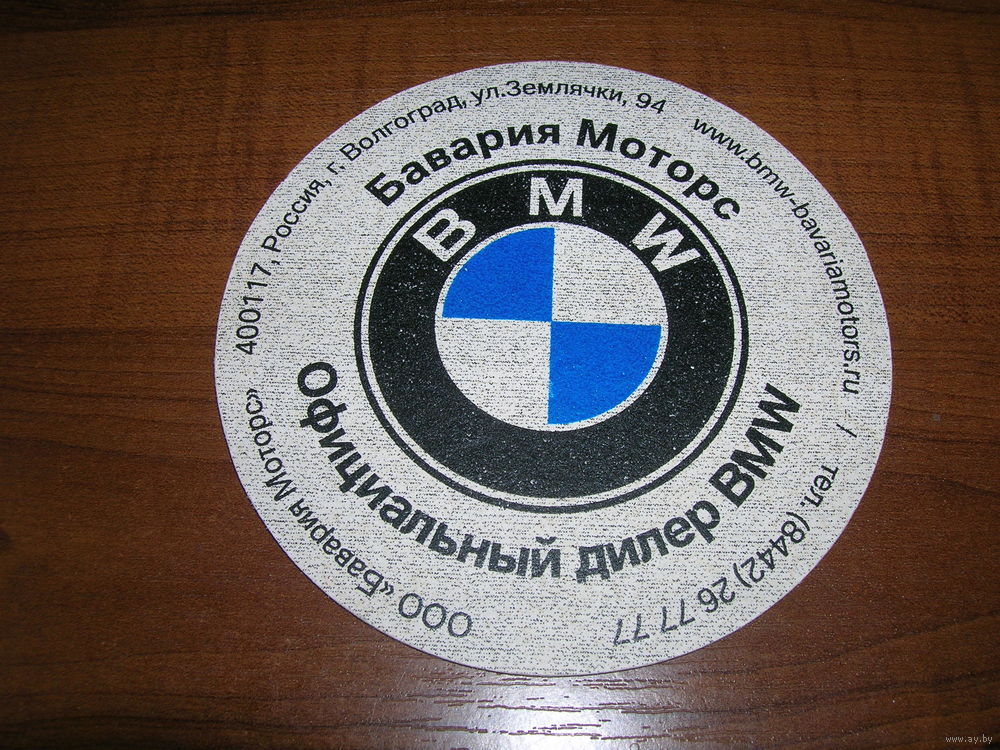 ООО «Бавария Моторс» 400117, Россия, г. Волгоград, ул.Землячки, 94 www.bmw-bavariamotors.ru / тел. (8442) 26 77 77
Бавария Моторс
BMW
Официальный дилер BMW
www.ay.by